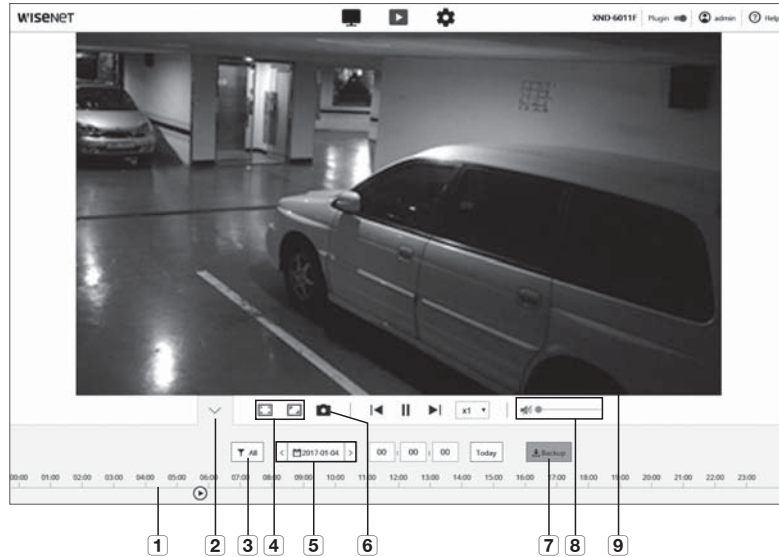 WISENET
XND-6011F Plugin admin Help
x1
All 2017-01-04 00 : 00 : 00 Today Backup
00:00 01:00 02:00 03:00 04:00 05:00 06:00 07:00 08:00 09:00 10:00 11:00 12:00 13:00 14:00 15:00 16:00 17:00 18:00 19:00 20:00 21:00 22:00 23:00
1 2 3 4 5 6 7 8 9